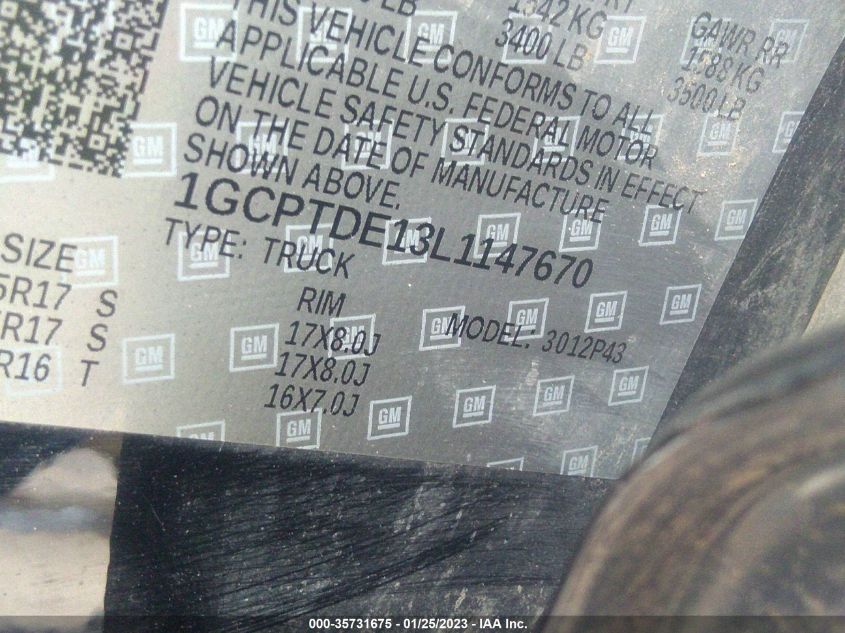 LB
1542 KG
3400 LB
GAWR RR
1588 KG
3500 LB
THIS VEHICLE CONFORMS TO ALL
APPLICABLE U.S. FEDERAL MOTOR
VEHICLE SAFETY STANDARDS IN EFFECT
ON THE DATE OF MANUFACTURE
SHOWN ABOVE.
1GCPTDE13L1147670
TYPE: TRUCK
MODEL: 3012P43
SIZE RIM
R17 S 17X8.0J
R17 S 17X8.0J
R16 T 16X7.0J
GM
000-35731675 / 01/25/2023 - IAA Inc.